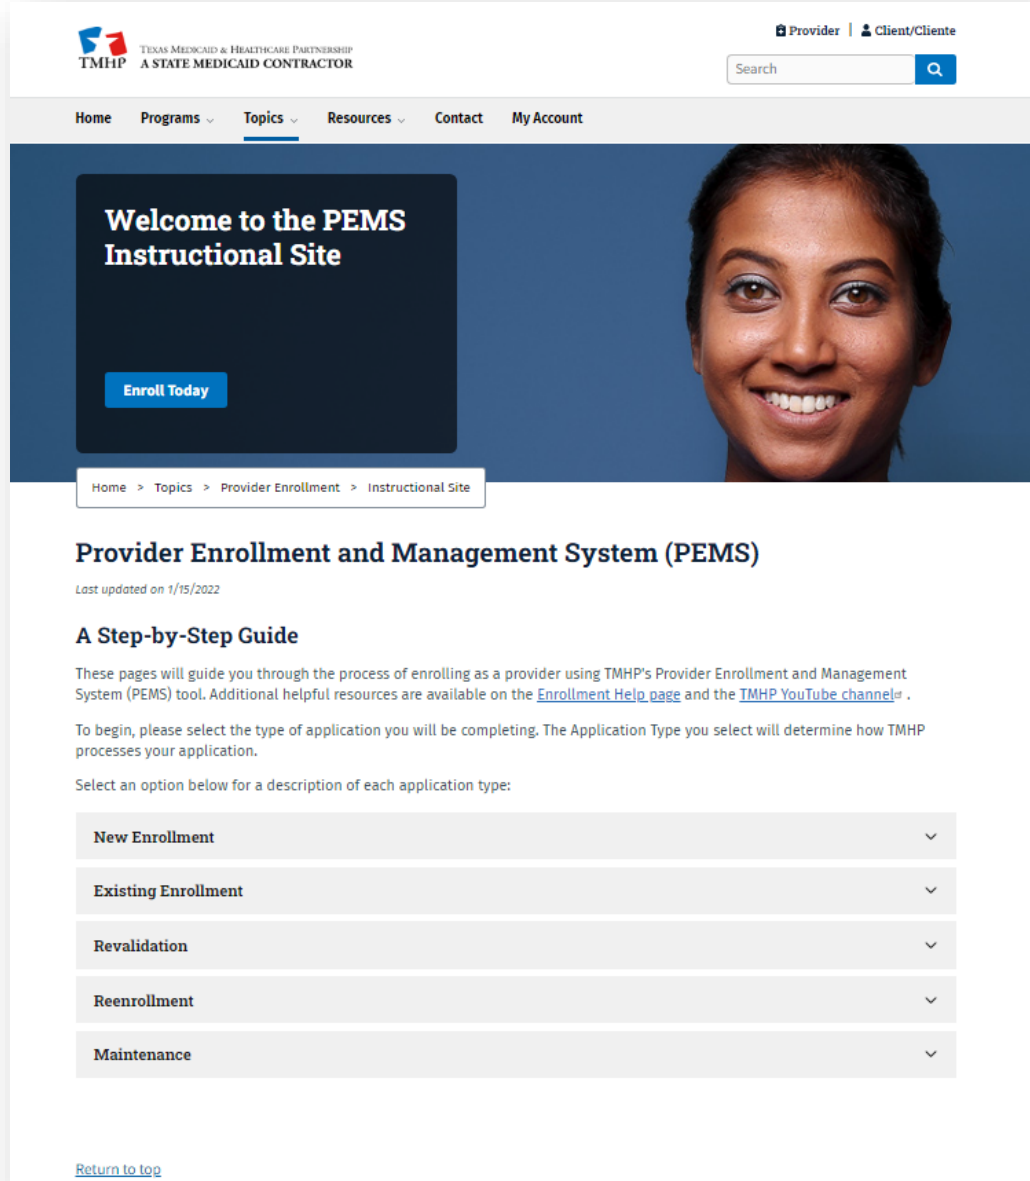 Provider | Client/Cliente
TMHP
TEXAS MEDICAID & HEALTHCARE PARTNERSHIP
A STATE MEDICAID CONTRACTOR
Search
Home Programs Topics Resources Contact My Account
Welcome to the PEMS
Instructional Site
Enroll Today
Home > Topics > Provider Enrollment > Instructional Site
Provider Enrollment and Management System (PEMS)
Last updated on 1/15/2022
A Step-by-Step Guide
These pages will guide you through the process of enrolling as a provider using TMHP's Provider Enrollment and Management
System (PEMS) tool. Additional helpful resources are available on the Enrollment Help page and the TMHP YouTube channel .
To begin, please select the type of application you will be completing. The Application Type you select will determine how TMHP
processes your application.
Select an option below for a description of each application type:
New Enrollment
Existing Enrollment
Revalidation
Reenrollment
Maintenance
Return to top